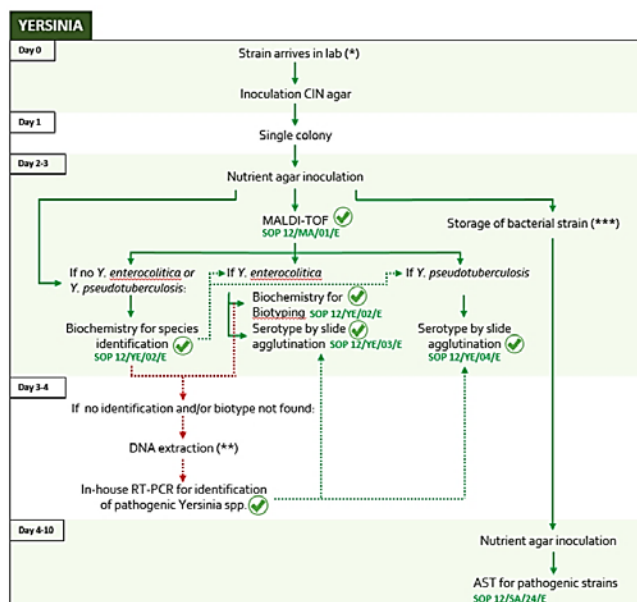 YERSINIA
Day 0
Strain arrives in lab (*)
Inoculation CIN agar
Day 1
Single colony
Day 2-3
Nutrient agar inoculation
MALDI-TOF
SOP 12/MA/01/E
Storage of bacterial strain (***)
If no Y. enterocolitica or
Y. pseudotuberculosis:
If Y. enterocolitica
If Y. pseudotuberculosis
Biochemistry for species
identification
SOP 12/YE/02/E
Biochemistry for
Biotyping SOP 12/YE/02/E
Serotype by slide
agglutination SOP 12/YE/03/E
Serotype by slide
agglutination
SOP 12/YE/04/E
Day 3-4
If no identification and/or biotype not found:
DNA extraction (**)
In-house RT-PCR for identification
of pathogenic Yersinia spp.
Day 4-10
Nutrient agar inoculation
AST for pathogenic strains
SOP 12/SA/24/E